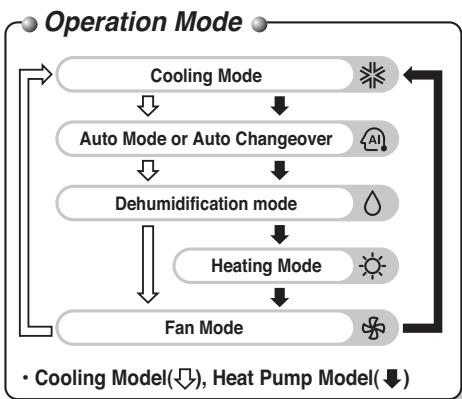 Operation Mode
Cooling Mode
Auto Mode or Auto Changeover
AI
Dehumidification mode
Heating Mode
Fan Mode
• Cooling Model(⇩), Heat Pump Model(⬇)